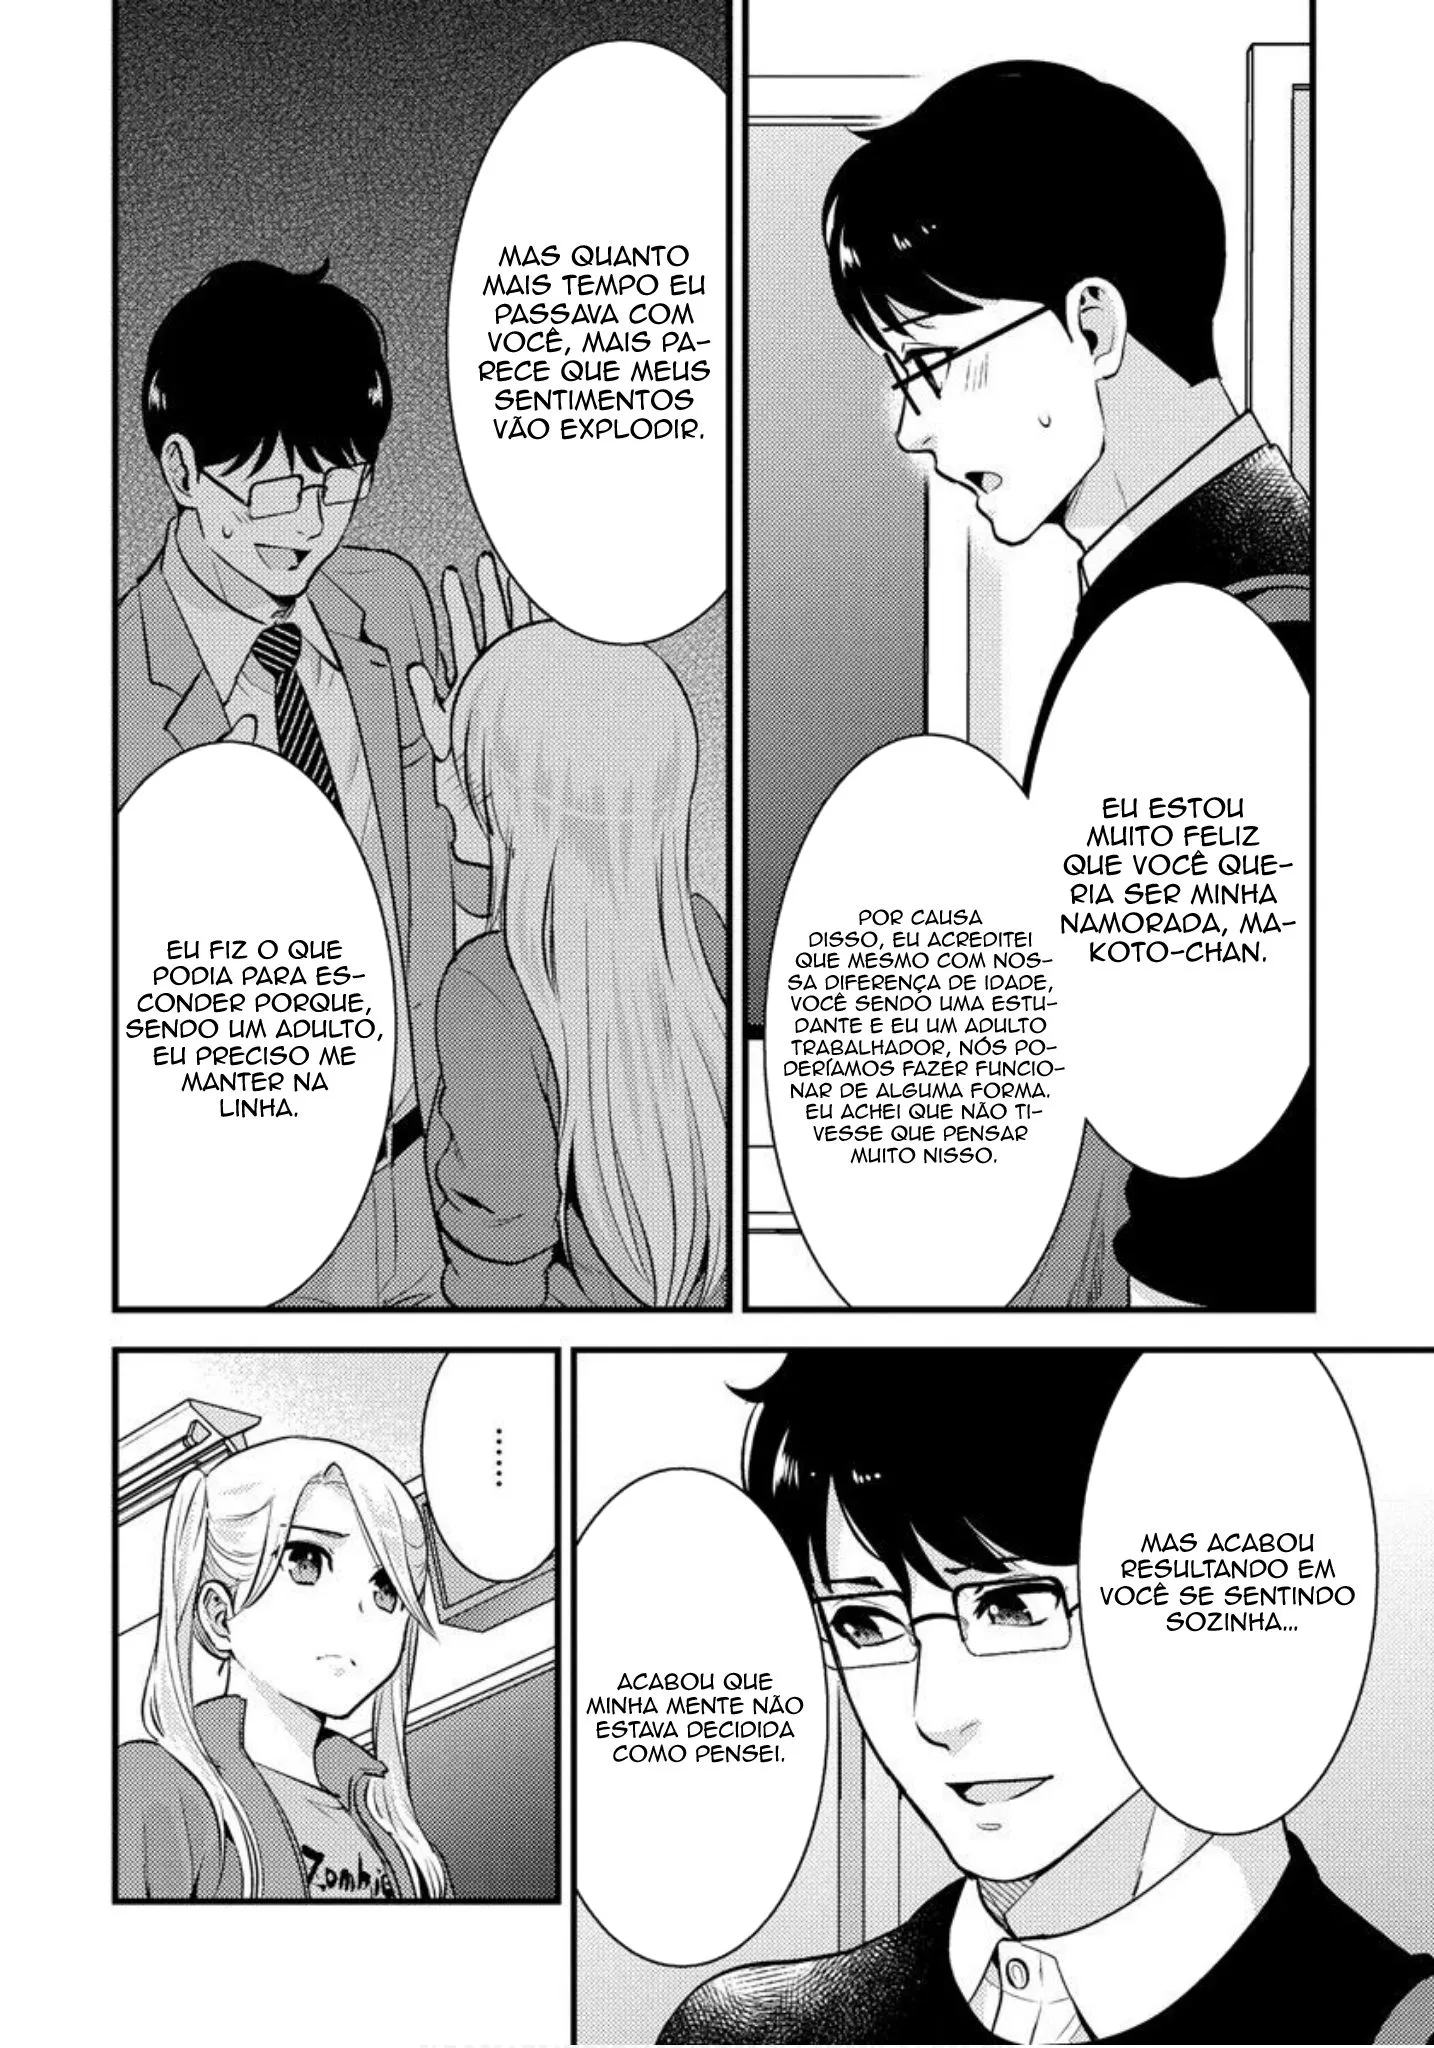 EU ESTOU
MUITO FELIZ
QUE VOCÊ QUE-
RIA SER MINHA
NAMORADA, MA-
KOTO-CHAN.
POR CAUSA
DISSO, EU ACREDITEI
QUE MESMO COM NOS-
SA DIFERENÇA DE IDADE,
VOCÊ SENDO UMA ESTU-
DANTE E EU UM ADULTO
TRABALHADOR, NÓS PO-
DERÍAMOS FAZER FUNCIO-
NAR DE ALGUMA FORMA.
EU ACHEI QUE NÃO TI-
VESSE QUE PENSAR
MUITO NISSO.
MAS QUANTO
MAIS TEMPO EU
PASSAVA COM
VOCÊ, MAIS PA-
RECE QUE MEUS
SENTIMENTOS
VÃO EXPLODIR.
EU FIZ O QUE
PODIA PARA ES-
CONDER PORQUE,
SENDO UM ADULTO,
EU PRECISO ME
MANTER NA
LINHA.
MAS ACABOU
RESULTANDO EM
VOCÊ SE SENTINDO
SOZINHA...
ACABOU QUE
MINHA MENTE NÃO
ESTAVA DECIDIDA
COMO PENSEI.
........
Zombie